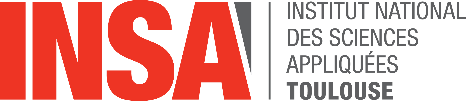 INSA
INSTITUT NATIONAL
DES SCIENCES
APPLIQUÉES
TOULOUSE